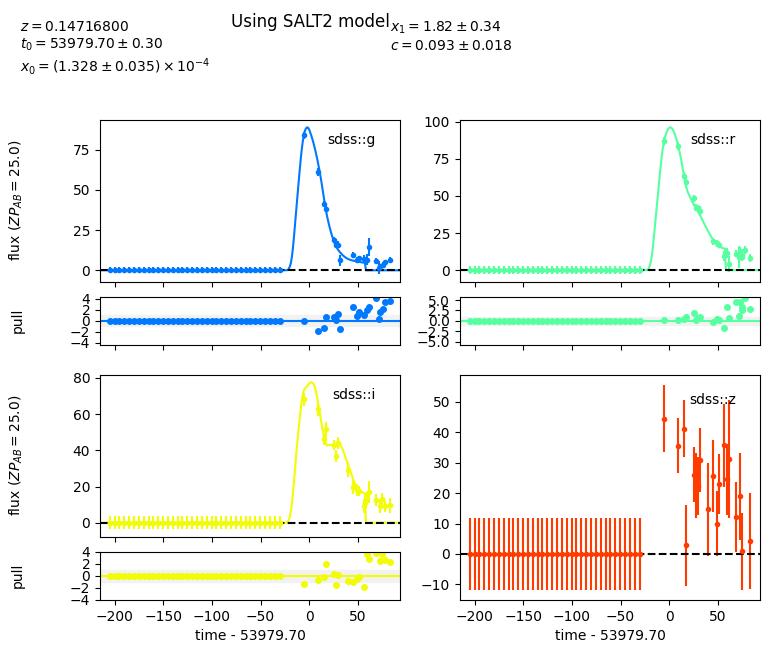 Using SALT2 model
z = 0.14716800
t₀ = 53979.70 ± 0.30
x₀ = (1.328 ± 0.035) × 10⁻⁴
x₁ = 1.82 ± 0.34
c = 0.093 ± 0.018
flux (ZP_AB = 25.0)
75
50
25
0
sdss::g
100
75
50
25
0
sdss::r
pull
4
2
0
−2
−4
5.0
2.5
0.0
−2.5
−5.0
flux (ZP_AB = 25.0)
80
60
40
20
0
sdss::i
50
40
30
20
10
0
−10
sdss::z
pull
4
2
0
−2
−4
−200 −150 −100 −50 0 50
time - 53979.70
−200 −150 −100 −50 0 50
time - 53979.70